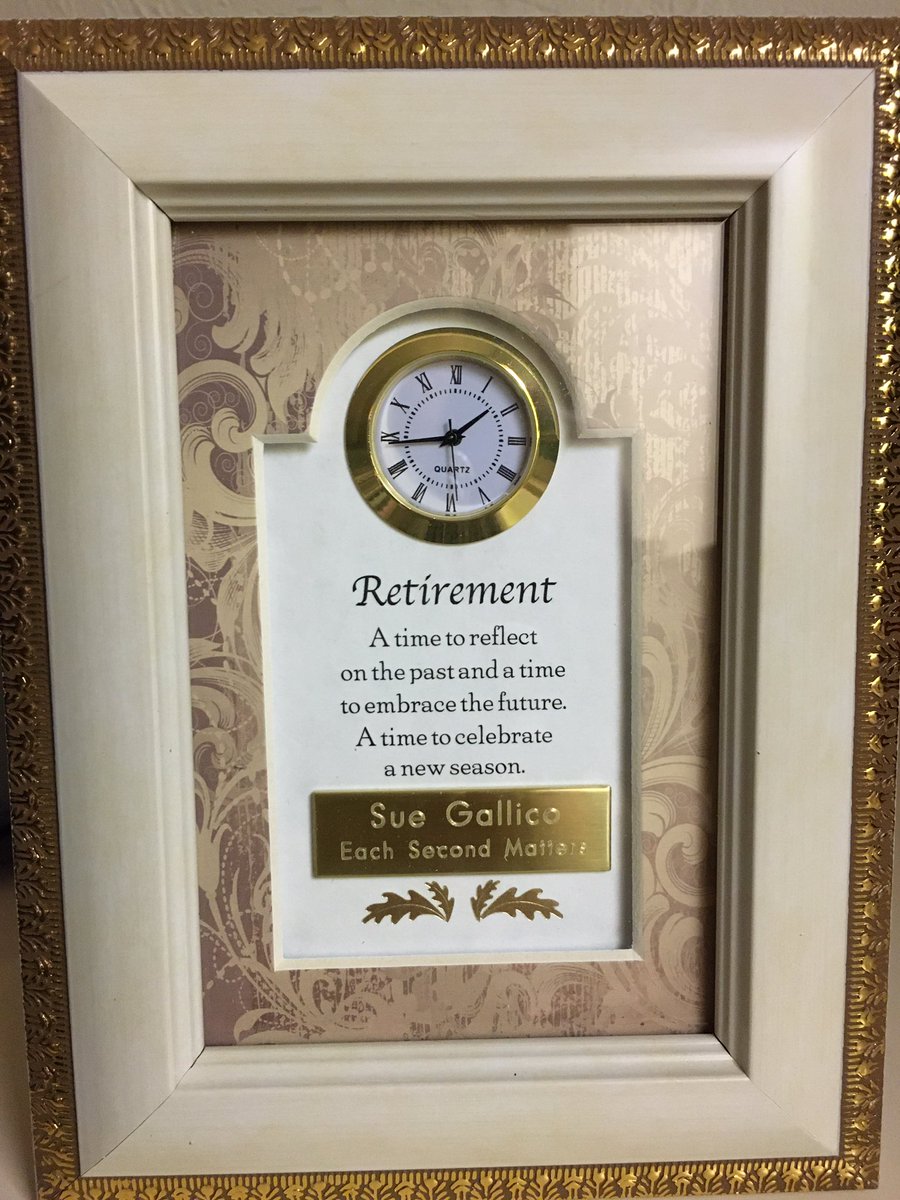 XII
I
II
III
IIII
V
VI
VII
VIII
IX
X
XI
QUARTZ
Retirement
A time to reflect
on the past and a time
to embrace the future.
A time to celebrate
a new season.
Sue Gallico
Each Second Matters